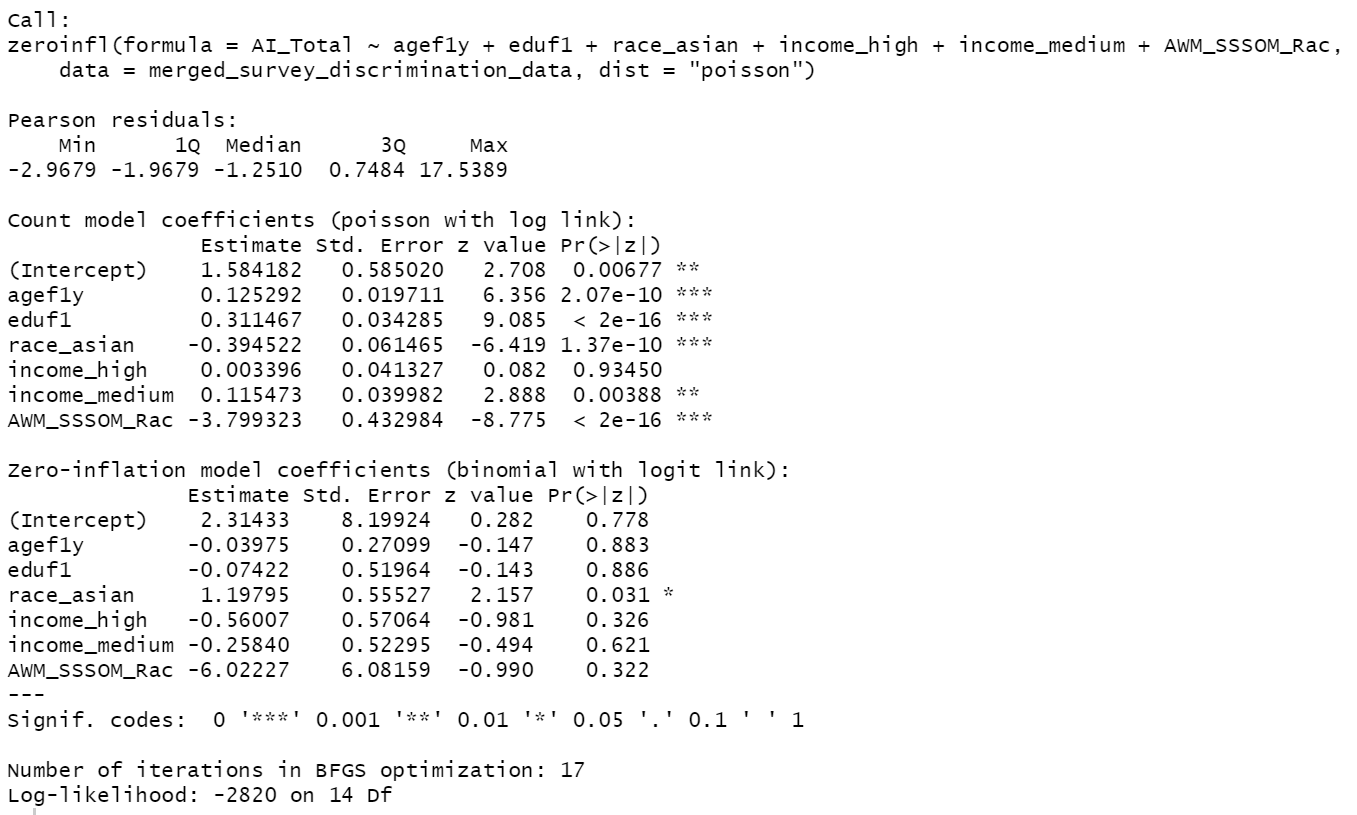 Call:
zeroinfl(formula = AI_Total ~ agef1y + eduf1 + race_asian + income_high + income_medium + AWM_SSSOM_Rac,
    data = merged_survey_discrimination_data, dist = "poisson")

Pearson residuals:
    Min      1Q  Median      3Q     Max
-2.9679 -1.9679 -1.2510  0.7484 17.5389

Count model coefficients (poisson with log link):
               Estimate Std. Error z value Pr(>|z|)
(Intercept)    1.584182   0.585020   2.708  0.00677 **
agef1y         0.125292   0.019711   6.356 2.07e-10 ***
eduf1          0.311467   0.034285   9.085  < 2e-16 ***
race_asian    -0.394522   0.061465  -6.419 1.37e-10 ***
income_high    0.003396   0.041327   0.082  0.93450
income_medium  0.115473   0.039982   2.888  0.00388 **
AWM_SSSOM_Rac -3.799323   0.432984  -8.775  < 2e-16 ***

Zero-inflation model coefficients (binomial with logit link):
              Estimate Std. Error z value Pr(>|z|)
(Intercept)    2.31433    8.19924   0.282    0.778
agef1y        -0.03975    0.27099  -0.147    0.883
eduf1         -0.07422    0.51964  -0.143    0.886
race_asian     1.19795    0.55527   2.157    0.031 *
income_high   -0.56007    0.57064  -0.981    0.326
income_medium -0.25840    0.52295  -0.494    0.621
AWM_SSSOM_Rac -6.02227    6.08159  -0.990    0.322
---
Signif. codes:  0 '***' 0.001 '**' 0.01 '*' 0.05 '.' 0.1 ' ' 1

Number of iterations in BFGS optimization: 17
Log-likelihood: -2820 on 14 Df